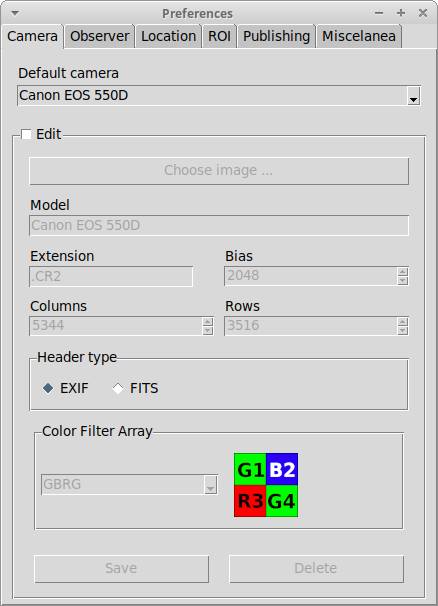 Preferences
Camera Observer Location ROI Publishing Miscelanea
Default camera
Canon EOS 550D
Edit
Choose image ...
Model
Canon EOS 550D
Extension Bias
.CR2 2048
Columns Rows
5344 3516
Header type
EXIF FITS
Color Filter Array
G1 B2
GBRG
R3 G4
Save Delete